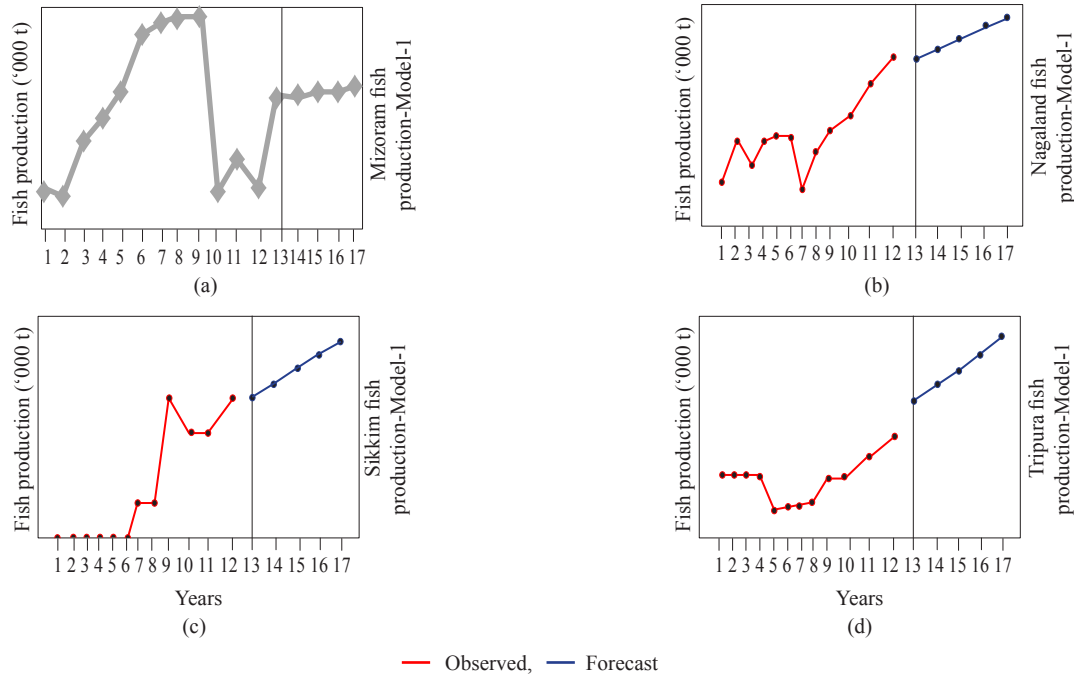 Fish production (‘000 t)
1 2 3 4 5 6 7 8 9 10 11 12 13 14 15 16 17
(a)
Mizoram fish
production-Model-1
Fish production (‘000 t)
1 2 3 4 5 6 7 8 9 10 11 12 13 14 15 16 17
(b)
Nagaland fish
production-Model-1
Fish production (‘000 t)
1 2 3 4 5 6 7 8 9 10 11 12 13 14 15 16 17
Years
(c)
Sikkim fish
production-Model-1
Fish production (‘000 t)
1 2 3 4 5 6 7 8 9 10 11 12 13 14 15 16 17
Years
(d)
Tripura fish
production-Model-1
Observed, Forecast